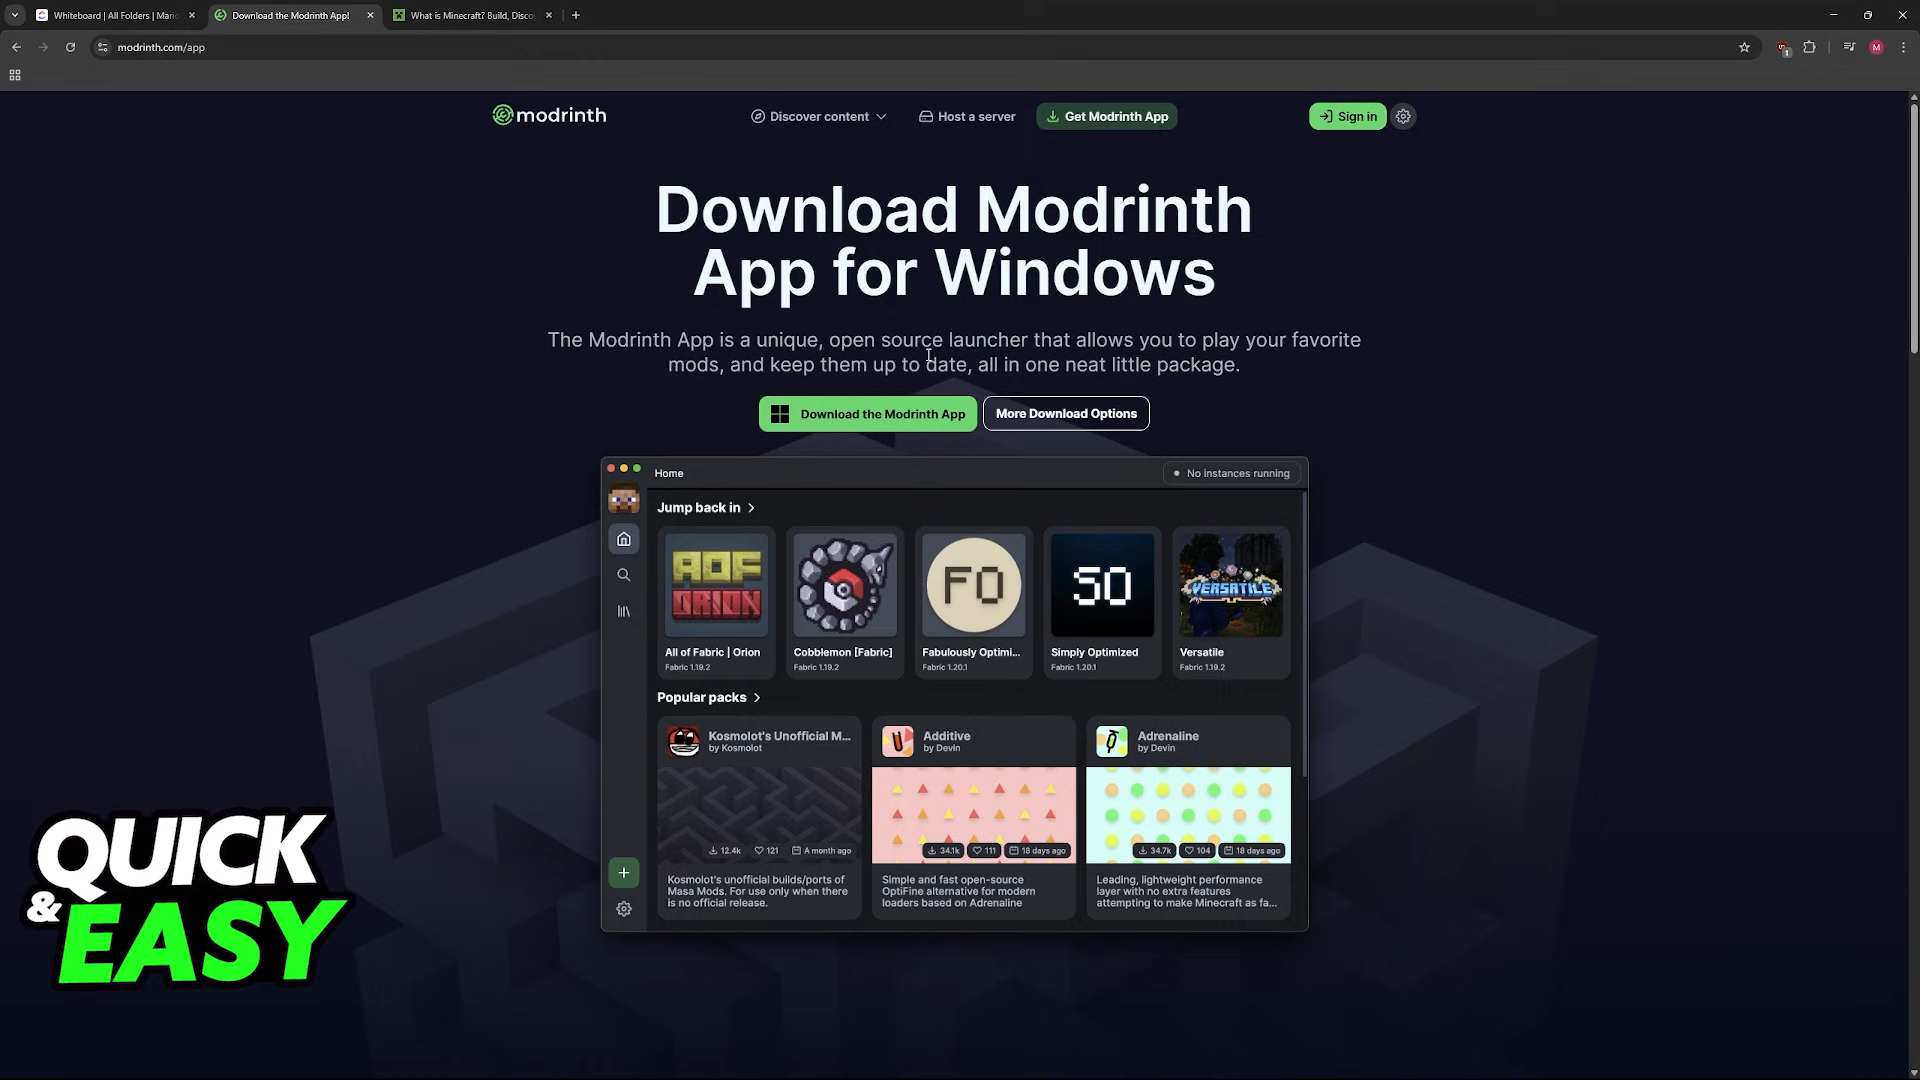 Whiteboard | All Folders | Mari
Download the Modrinth App!
What is Minecraft? Build, Disco
modrinth.com/app
1
M
modrinth
Discover content
Host a server
Get Modrinth App
Sign in
Download Modrinth
App for Windows
The Modrinth App is a unique, open source launcher that allows you to play your favorite
mods, and keep them up to date, all in one neat little package.
Download the Modrinth App
More Download Options
Home
No instances running
Jump back in
AOF
ORION
FO
SO
VERSATILE
All of Fabric | Orion
Fabric 1.19.2
Cobblemon [Fabric]
Fabric 1.19.2
Fabulously Optimi...
Fabric 1.20.1
Simply Optimized
Fabric 1.20.1
Versatile
Fabric 1.19.2
Popular packs
Kosmolot's Unofficial M...
by Kosmolot
12.4k
121
A month ago
Kosmolot's unofficial builds/ports of
Masa Mods. For use only when there
is no official release.
Additive
by Devin
34.1k
111
18 days ago
Simple and fast open-source
OptiFine alternative for modern
loaders based on Adrenaline
Adrenaline
by Devin
34.7k
104
18 days ago
Leading, lightweight performance
layer with no extra features
attempting to make Minecraft as fa...
QUICK
& EASY